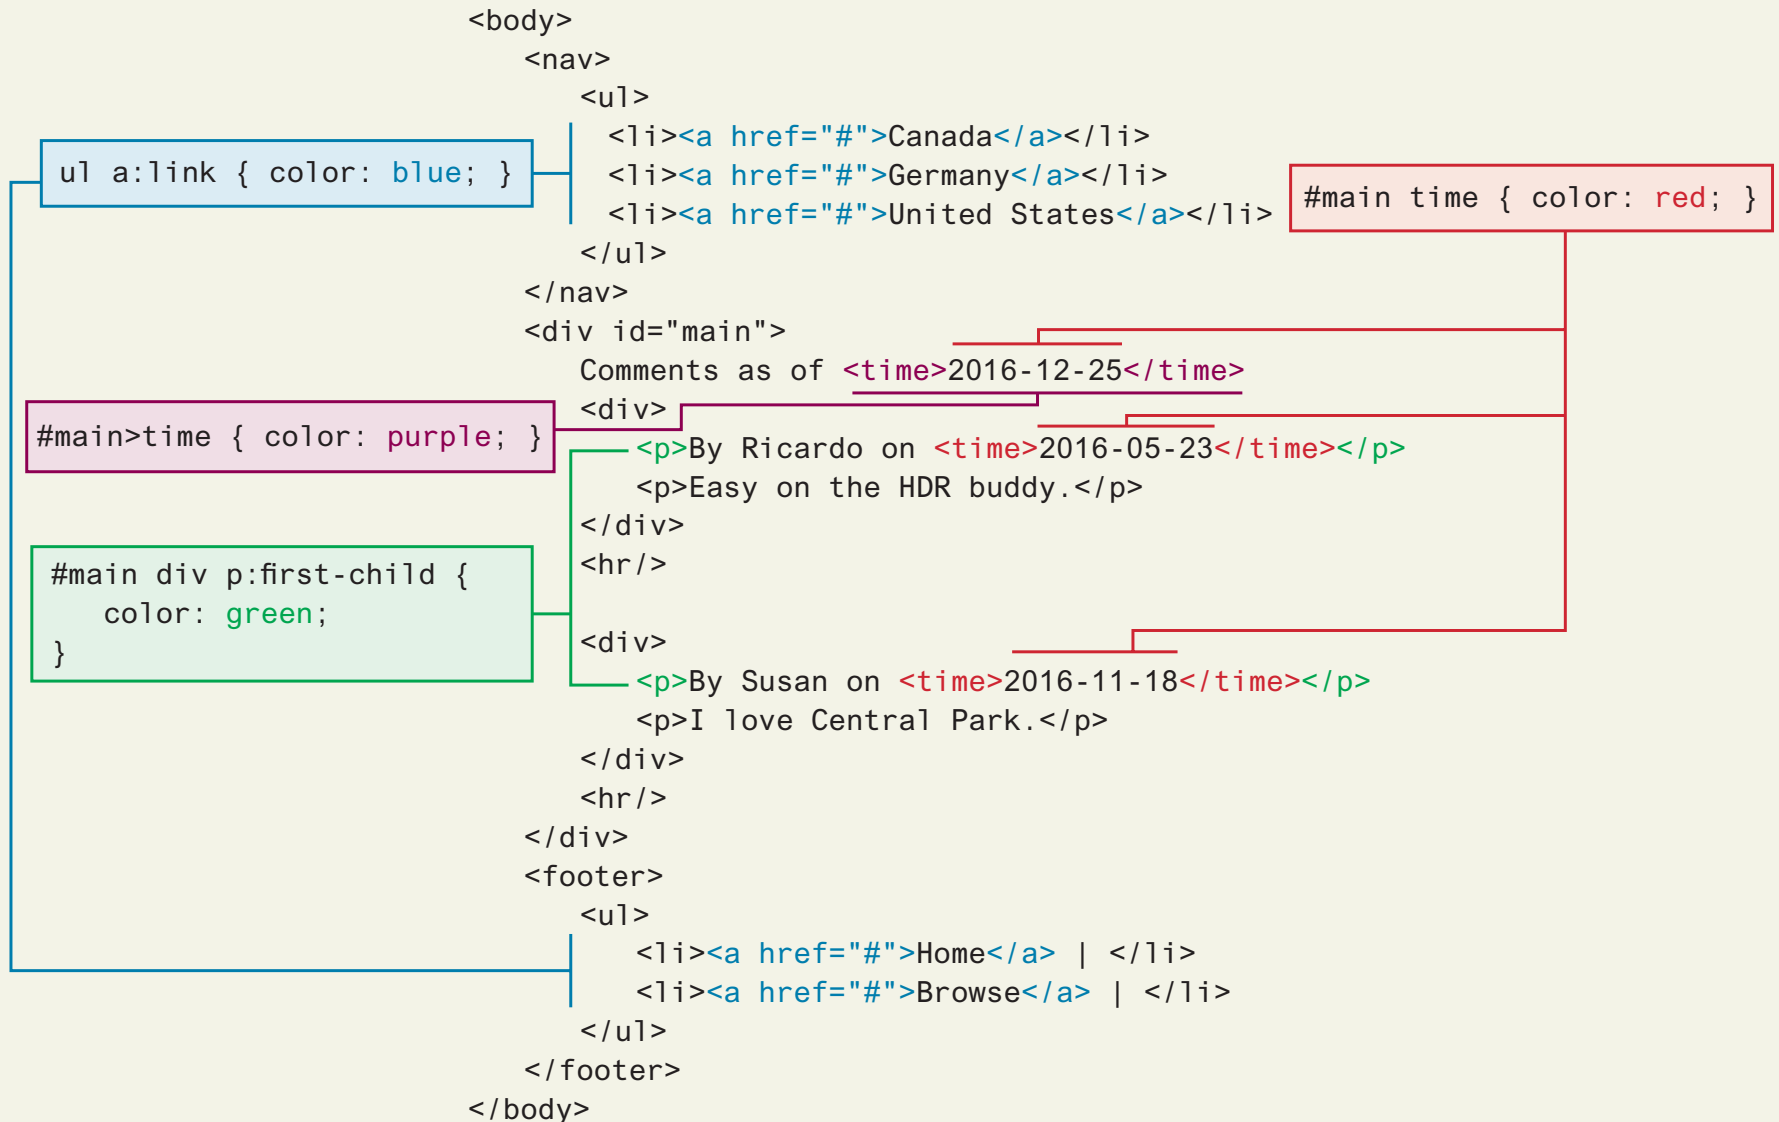 <body>
<nav>
<ul>
<li><a href="#">Canada</a></li>
ul a:link { color: blue; }
<li><a href="#">Germany</a></li>
<li><a href="#">United States</a></li>
#main time { color: red; }
</ul>
</nav>
<div id="main">
Comments as of <time>2016-12-25</time>
<div>
#main>time { color: purple; }
<p>By Ricardo on <time>2016-05-23</time></p>
<p>Easy on the HDR buddy.</p>
</div>
<hr/>
#main div p:first-child {
color: green;
}
<div>
<p>By Susan on <time>2016-11-18</time></p>
<p>I love Central Park.</p>
</div>
<hr/>
</div>
<footer>
<ul>
<li><a href="#">Home</a> | </li>
<li><a href="#">Browse</a> | </li>
</ul>
</footer>
</body>